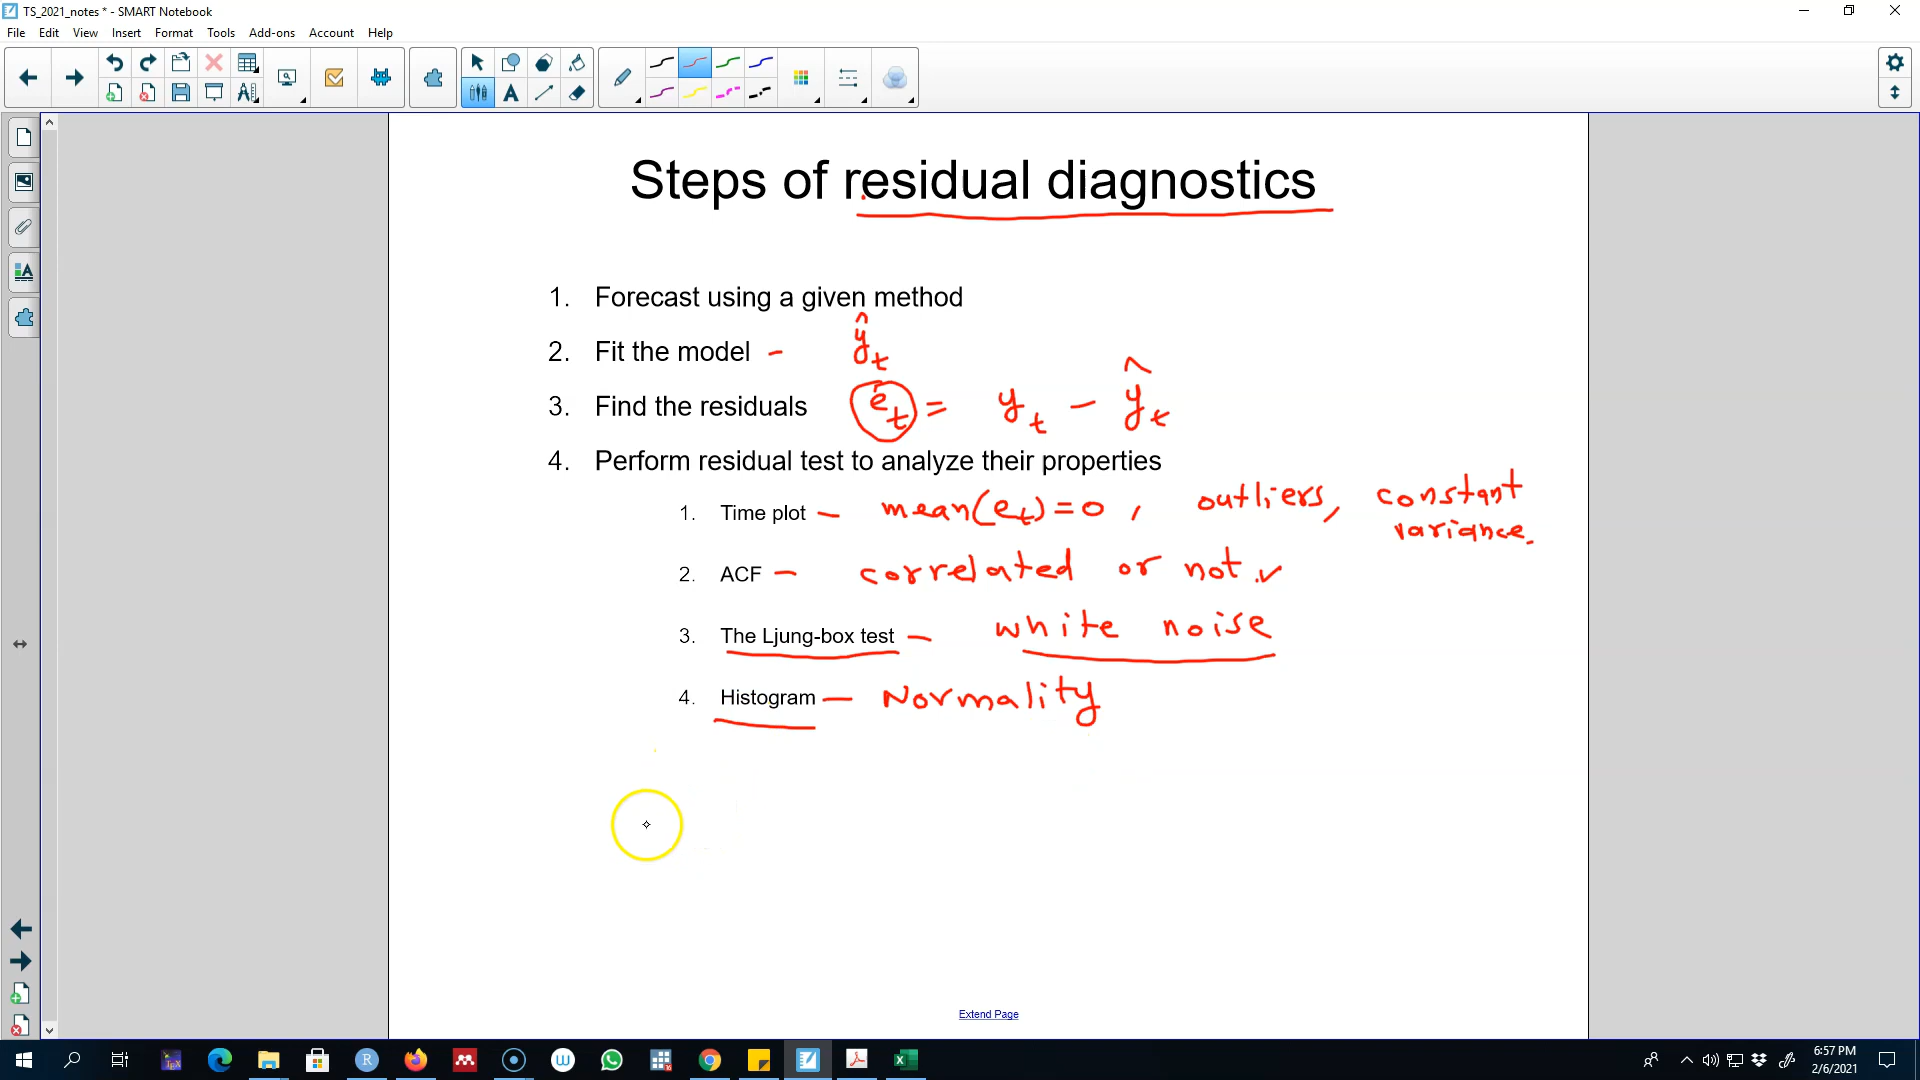 TS_2021_notes * - SMART Notebook
File Edit View Insert Format Tools Add-ons Account Help
Steps of residual diagnostics
1. Forecast using a given method
2. Fit the model – ŷt
3. Find the residuals et = yt – ŷt
4. Perform residual test to analyze their properties
1. Time plot – mean(et)=0, outliers, constant variance.
2. ACF – correlated or not.
3. The Ljung-box test – white noise
4. Histogram – Normality
Extend Page
6:57 PM
2/6/2021